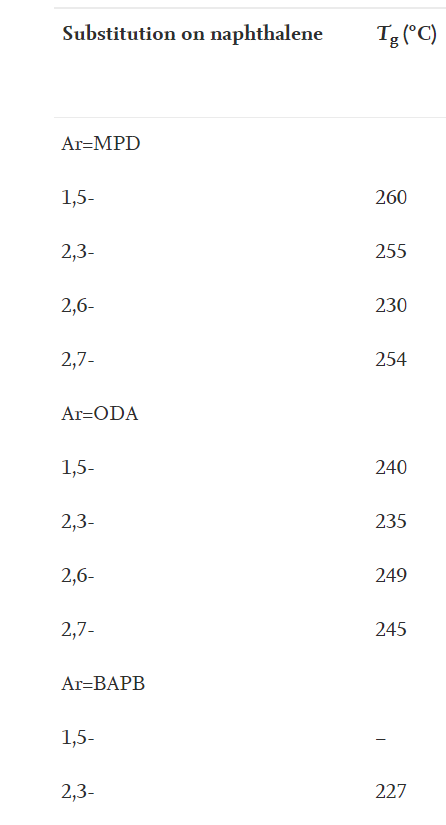 Substitution on naphthalene Tg (°C)
Ar=MPD
1,5- 260
2,3- 255
2,6- 230
2,7- 254
Ar=ODA
1,5- 240
2,3- 235
2,6- 249
2,7- 245
Ar=BAPB
1,5- –
2,3- 227